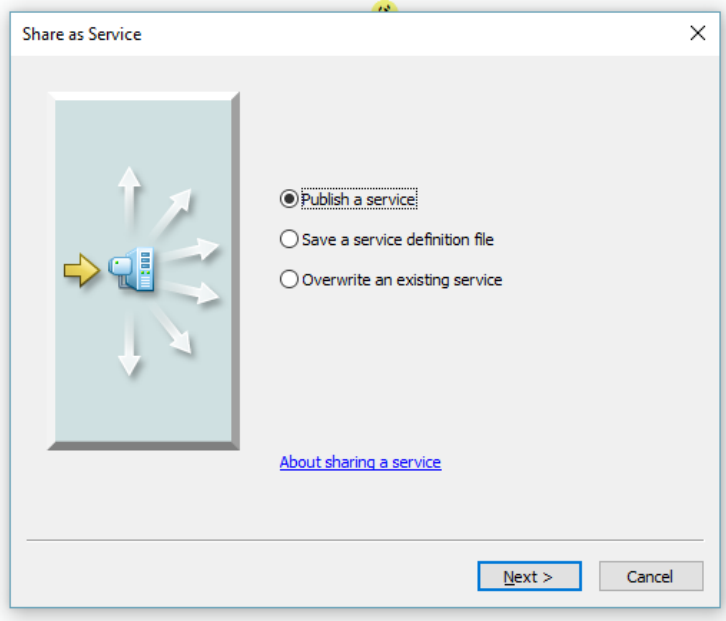 Share as Service
Publish a service
Save a service definition file
Overwrite an existing service
About sharing a service
Next >
Cancel